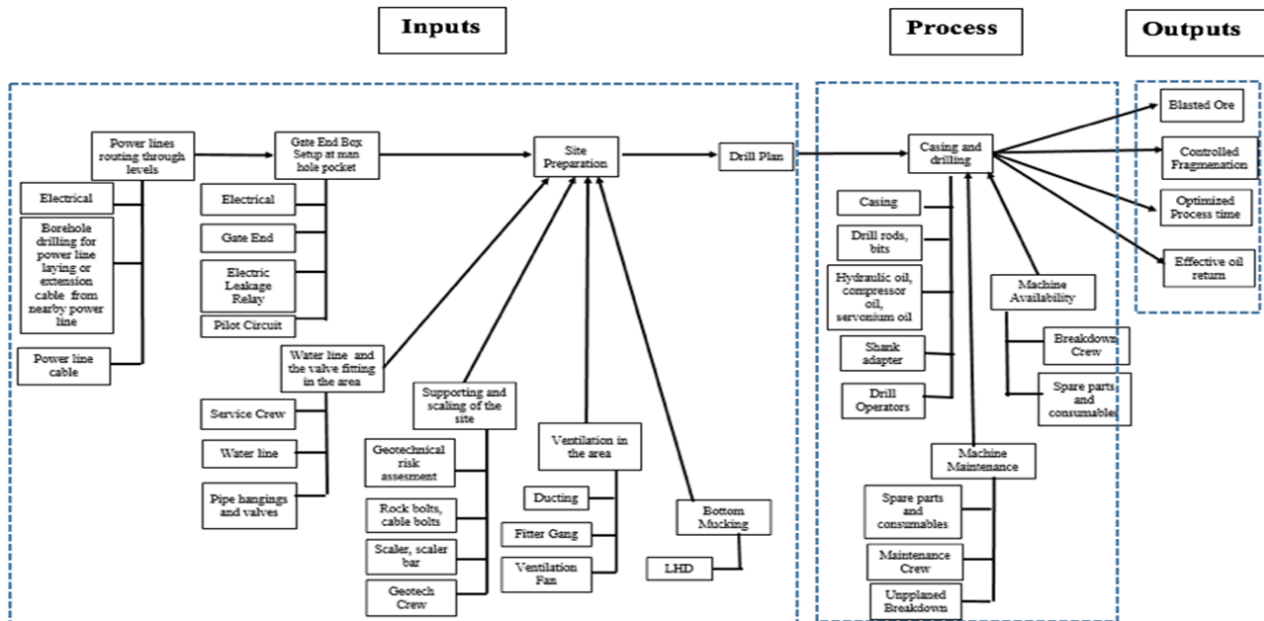 Inputs
Process
Outputs
Power lines
routing through
levels
Electrical
Borehole
drilling for
power line
laying or
extension
cable from
nearby power
line
Power line
cable
Gate End Box
Setup at man
hole pocket
Electrical
Gate End
Electric
Leakage
Relay
Pilot Circuit
Water line and
the valve fitting
in the area
Service Crew
Water line
Pipe hangings
and valves
Site
Preparation
Supporting and
scaling of the
site
Geotechnical
risk
assesment
Rock bolts,
cable bolts
Scaler, scaler
bar
Geotech
Crew
Ventilation in
the area
Ducting
Fitter Gang
Ventilation
Fan
Bottom
Mucking
LHD
Drill Plan
Casing and
drilling
Casing
Drill rods,
bits
Hydraulic oil,
compressor
oil,
servonium oil
Shank
adapter
Drill
Operators
Machine
Availability
Breakdown
Crew
Spare parts
and
consumables
Machine
Maintenance
Spare parts
and
consumables
Maintenance
Crew
Unpplaned
Breakdown
Blasted Ore
Controlled
Fragmenation
Optimized
Process time
Effective oil
return